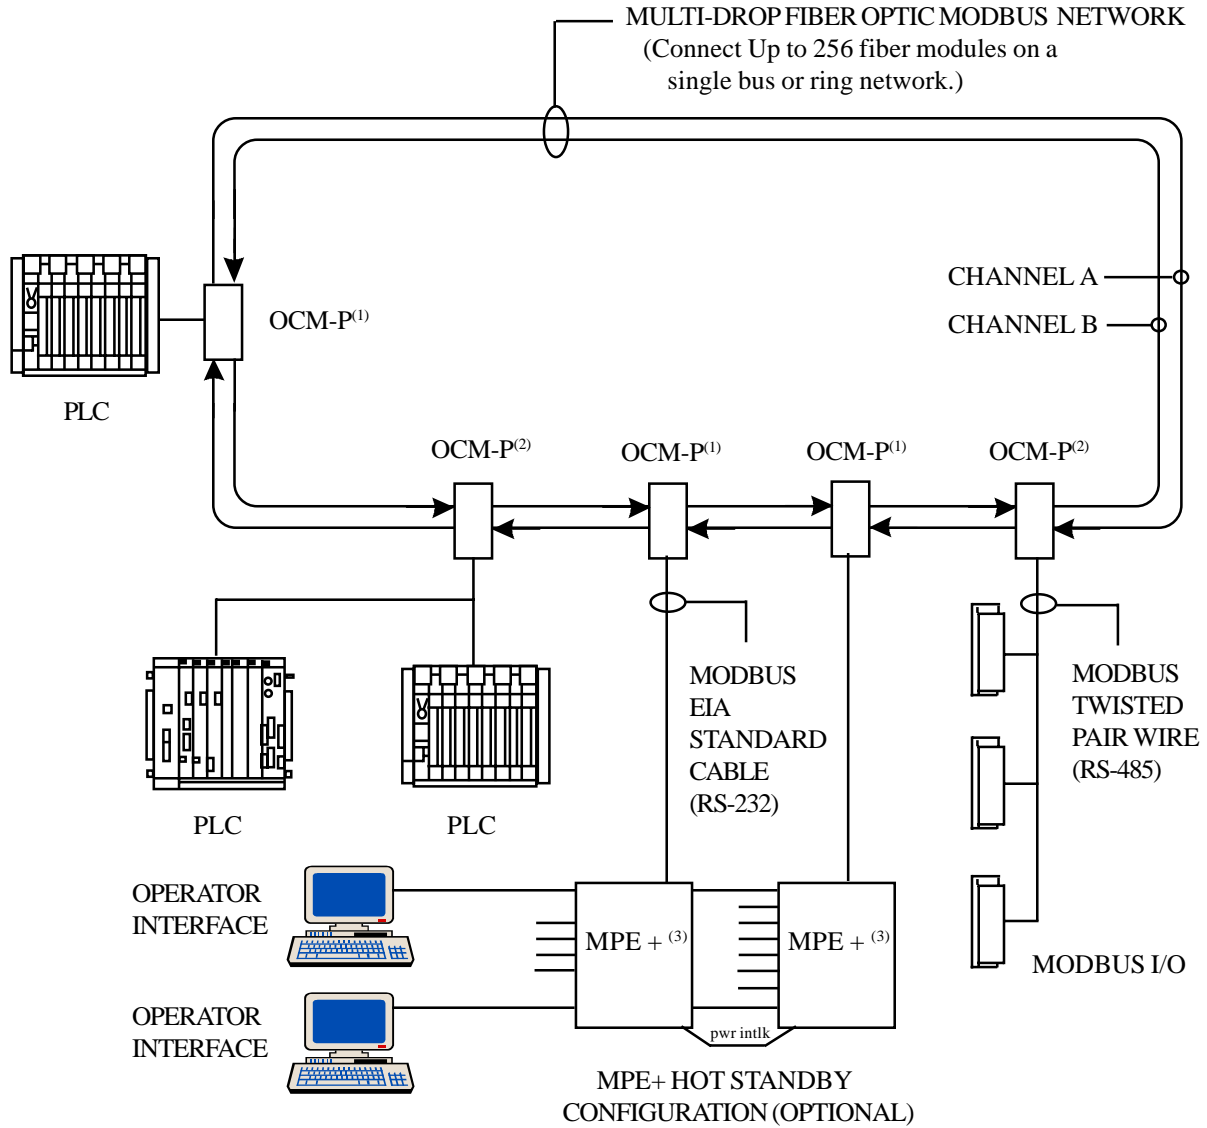 MULTI-DROP FIBER OPTIC MODBUS NETWORK
(Connect Up to 256 fiber modules on a
single bus or ring network.)
CHANNEL A
CHANNEL B
OCM-P(1)
PLC
OCM-P(2)
OCM-P(1)
OCM-P(1)
OCM-P(2)
MODBUS
EIA
STANDARD
CABLE
(RS-232)
MODBUS
TWISTED
PAIR WIRE
(RS-485)
PLC
PLC
OPERATOR
INTERFACE
MPE + (3)
MPE + (3)
MODBUS I/O
OPERATOR
INTERFACE
pwr intlk
MPE+ HOT STANDBY
CONFIGURATION (OPTIONAL)